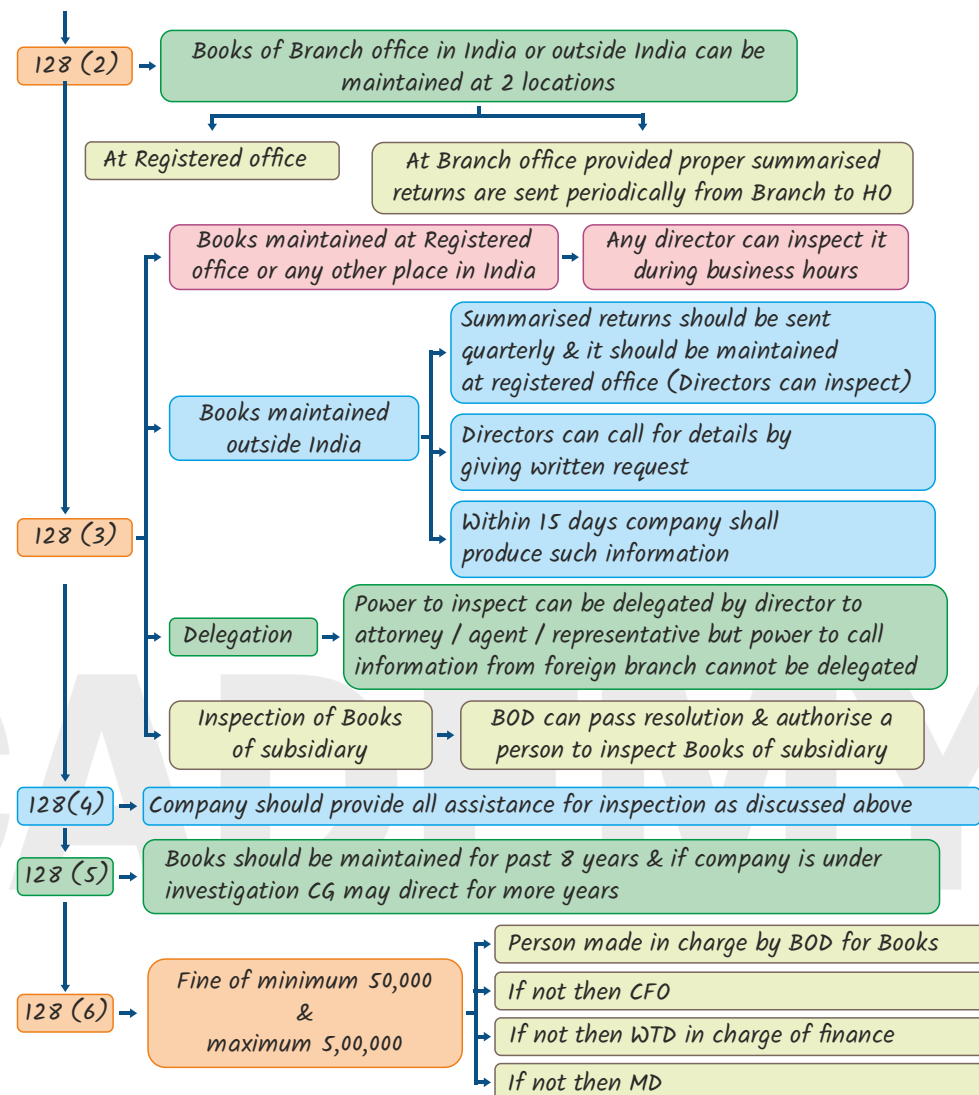 128 (2)
Books of Branch office in India or outside India can be
maintained at 2 locations
At Registered office
At Branch office provided proper summarised
returns are sent periodically from Branch to HO
128 (3)
Books maintained at Registered
office or any other place in India
Any director can inspect it
during business hours
Books maintained
outside India
Summarised returns should be sent
quarterly & it should be maintained
at registered office (Directors can inspect)
Directors can call for details by
giving written request
Within 15 days company shall
produce such information
Delegation
Power to inspect can be delegated by director to
attorney / agent / representative but power to call
information from foreign branch cannot be delegated
Inspection of Books
of subsidiary
BOD can pass resolution & authorise a
person to inspect Books of subsidiary
128(4)
Company should provide all assistance for inspection as discussed above
128 (5)
Books should be maintained for past 8 years & if company is under
investigation CG may direct for more years
128 (6)
Fine of minimum 50,000
&
maximum 5,00,000
Person made in charge by BOD for Books
If not then CFO
If not then WTD in charge of finance
If not then MD
CADEMY